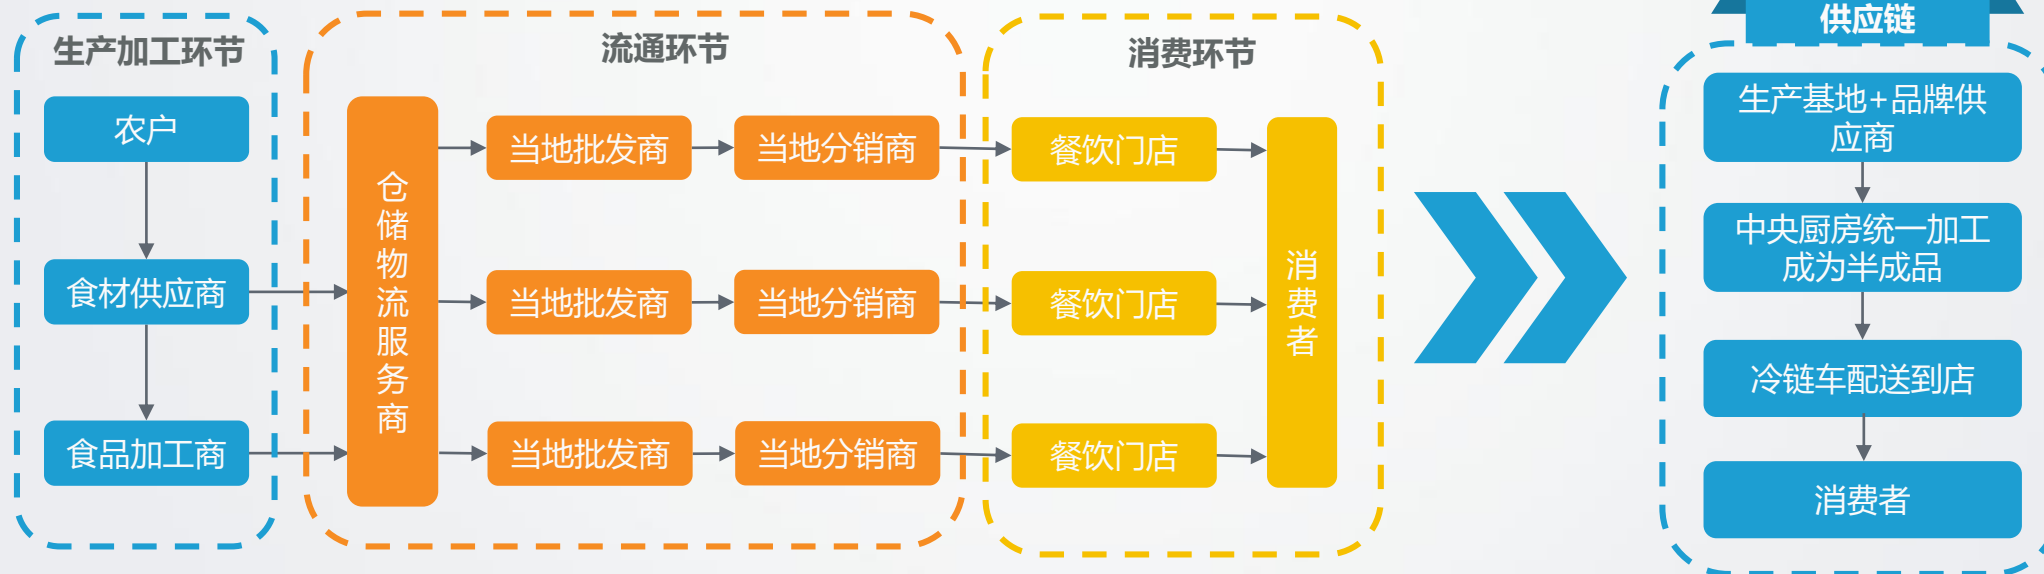 生产加工环节
农户
食材供应商
食品加工商
流通环节
仓储物流服务商
当地批发商
当地分销商
当地批发商
当地分销商
当地批发商
当地分销商
消费环节
餐饮门店
餐饮门店
餐饮门店
消费者
供应链
生产基地+品牌供
应商
中央厨房统一加工
成为半成品
冷链车配送到店
消费者